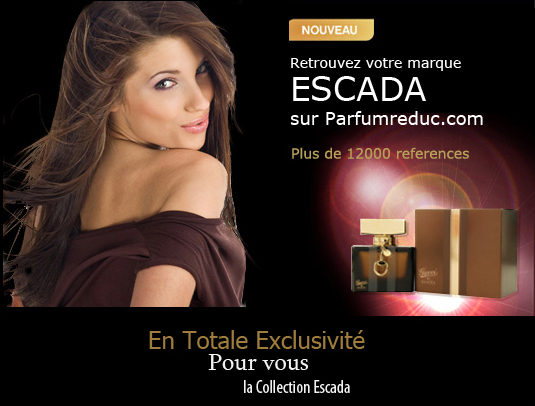 NOUVEAU
Retrouvez votre marque
ESCADA
sur Parfumreduc.com
Plus de 12000 references
En Totale Exclusivité
Pour vous
la Collection Escada